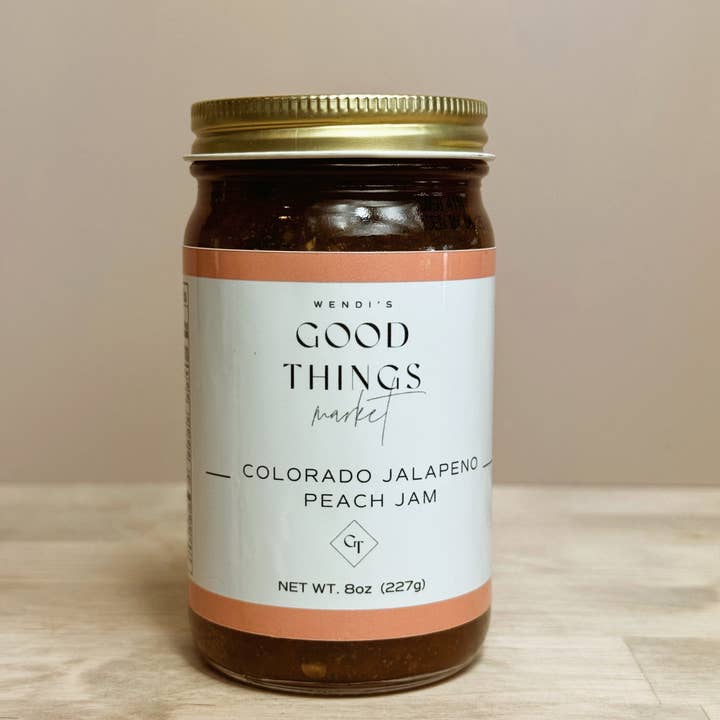 WENDI'S
GOOD
THINGS
market
COLORADO JALAPENO
PEACH JAM
GT
NET WT. 8oz (227g)